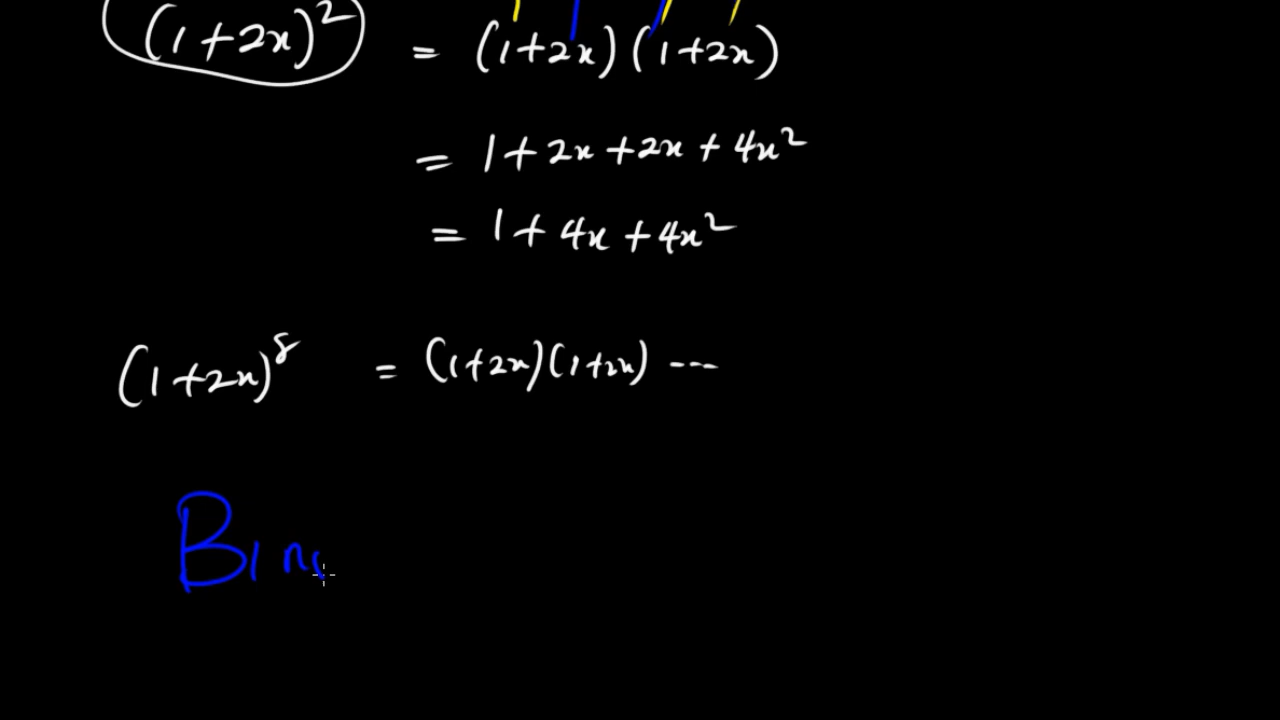 (1+2x)² = (1+2x)(1+2x)
= 1+2x+2x+4x²
= 1+4x+4x²
(1+2x)⁸ = (1+2x)(1+2x) ---
Bin